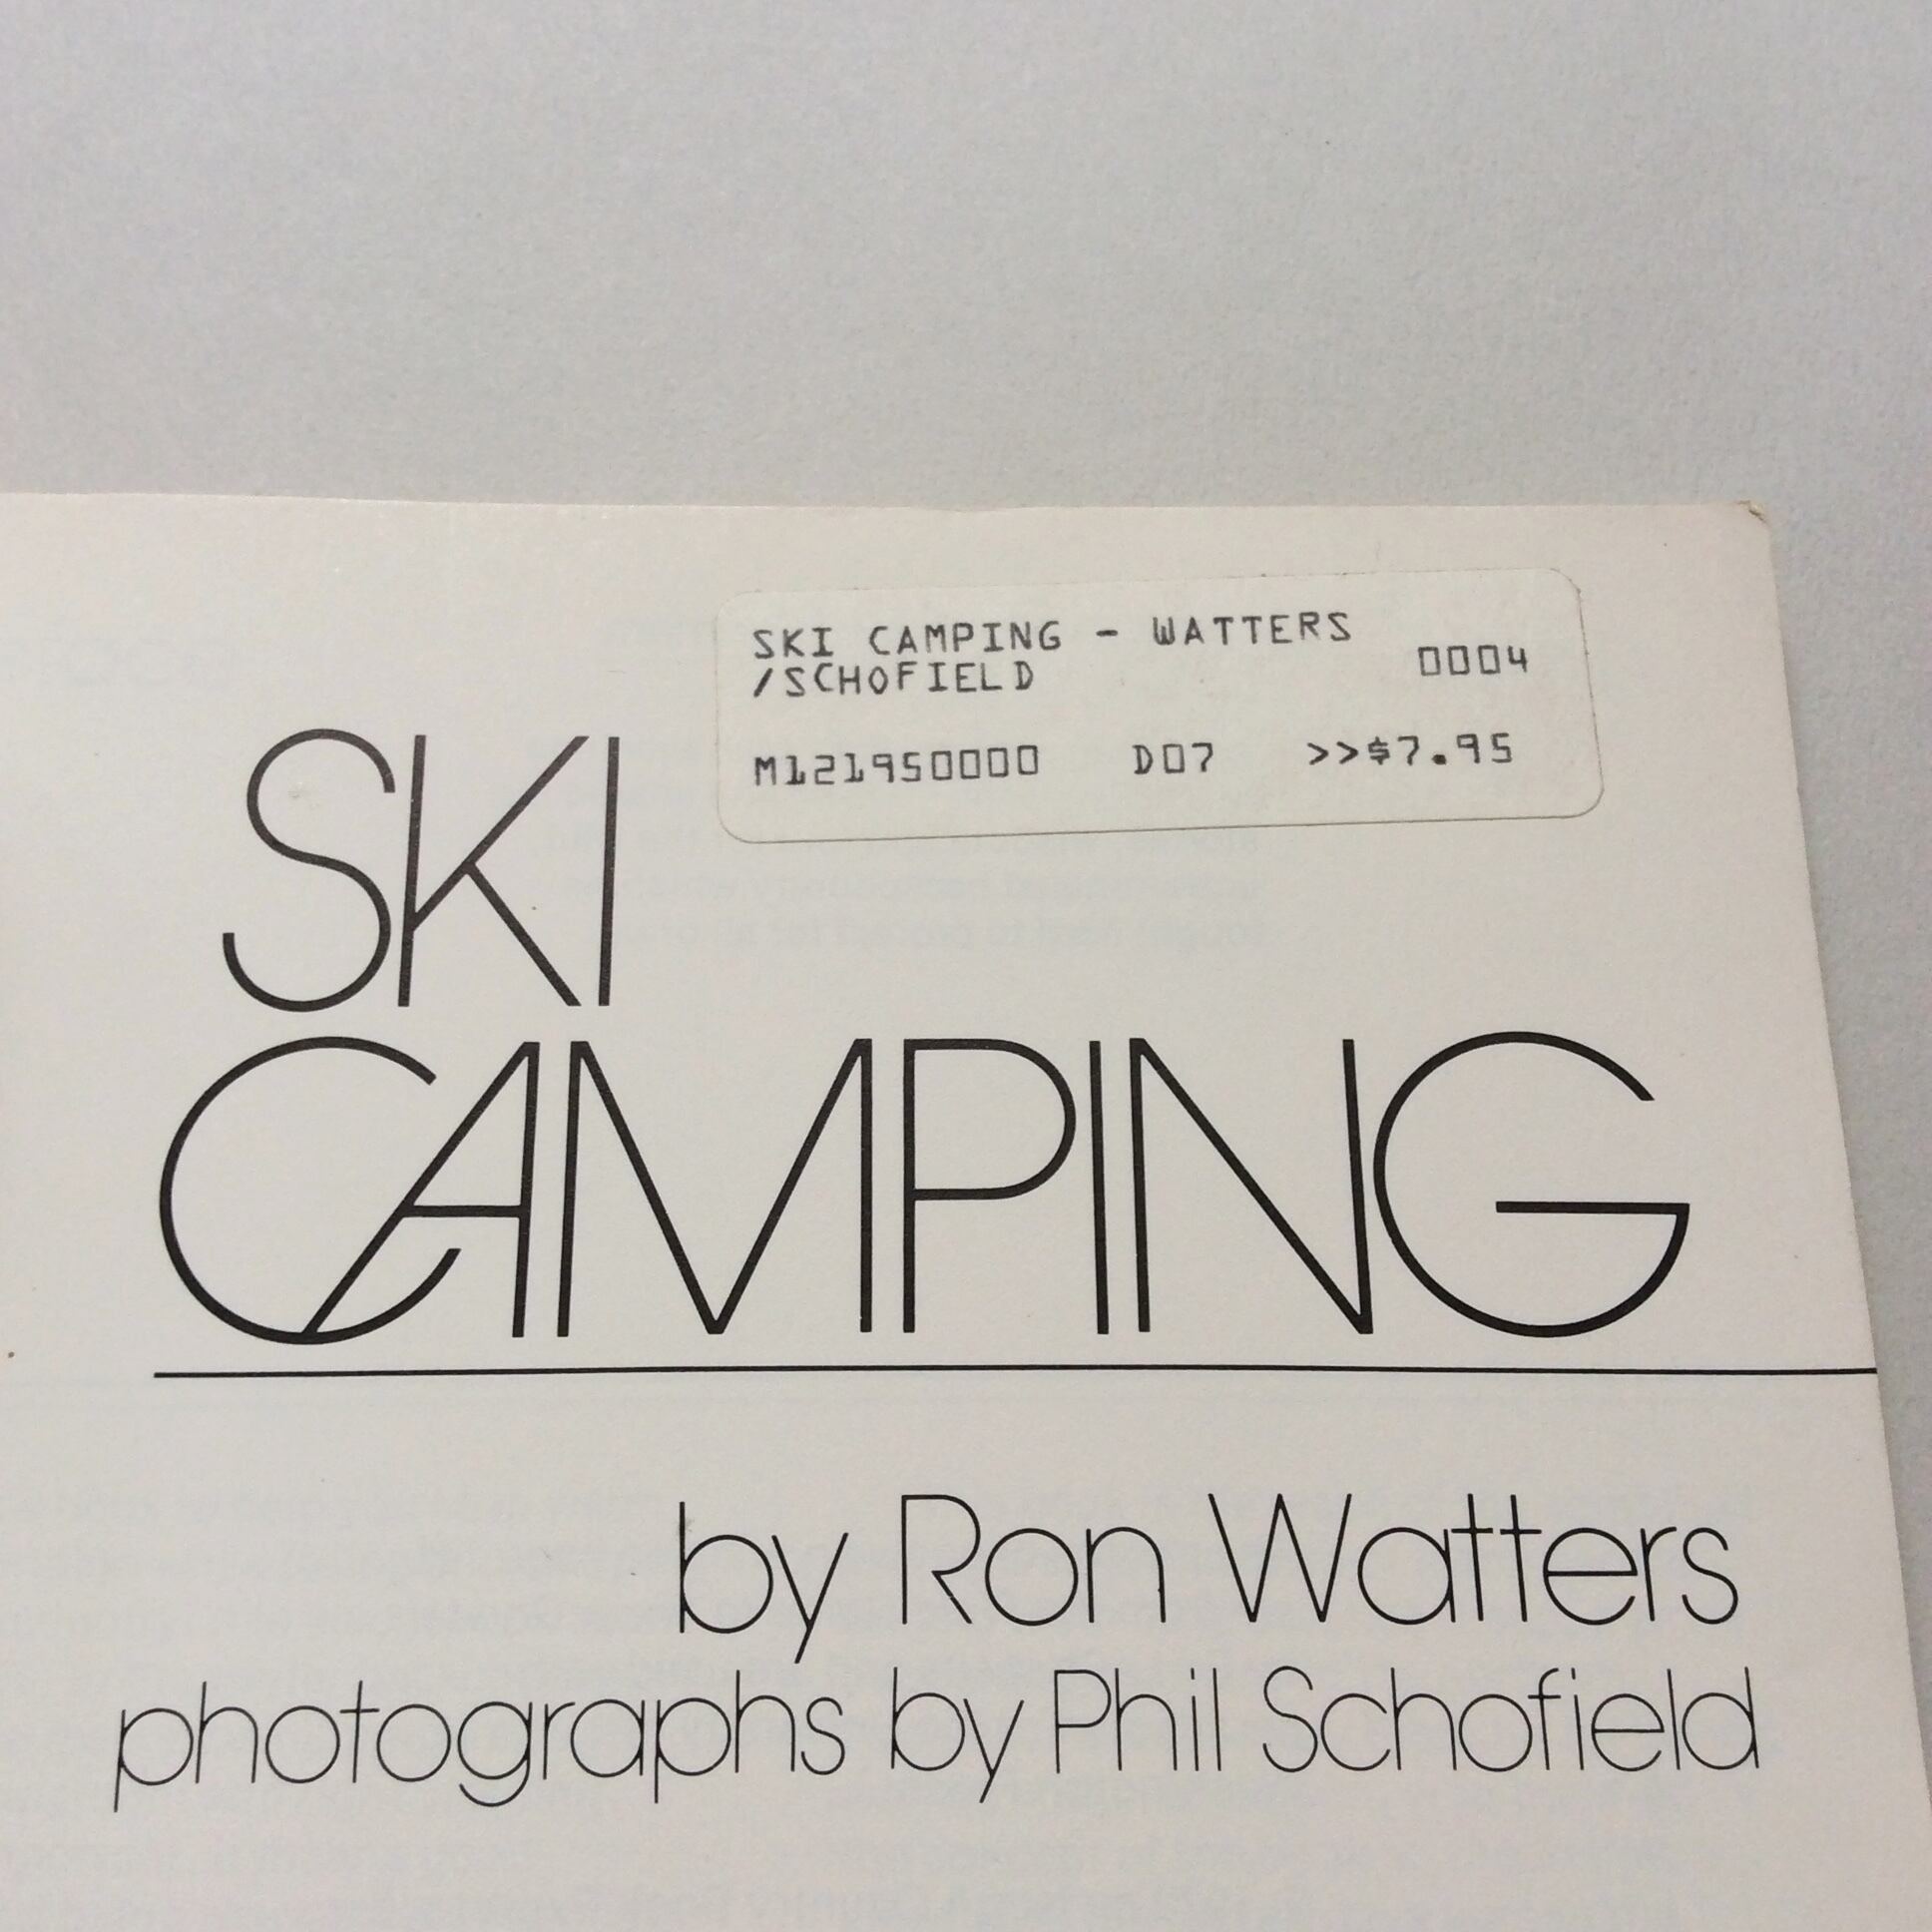 SKI CAMPING - WATTERS
/SCHOFIELD 0004
M121950000 D07 >>$7.95
SKI
CAMPING
by Ron Watters
photographs by Phil Schofield